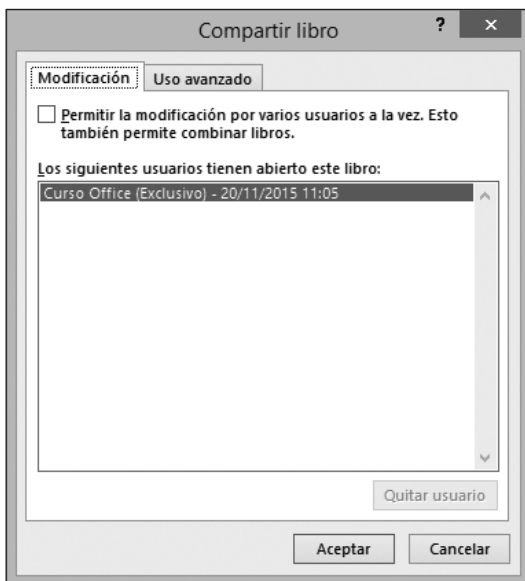 Compartir libro ? ×
Modificación Uso avanzado
Permitir la modificación por varios usuarios a la vez. Esto
también permite combinar libros.
Los siguientes usuarios tienen abierto este libro:
Curso Office (Exclusivo) - 20/11/2015 11:05
Quitar usuario
Aceptar Cancelar